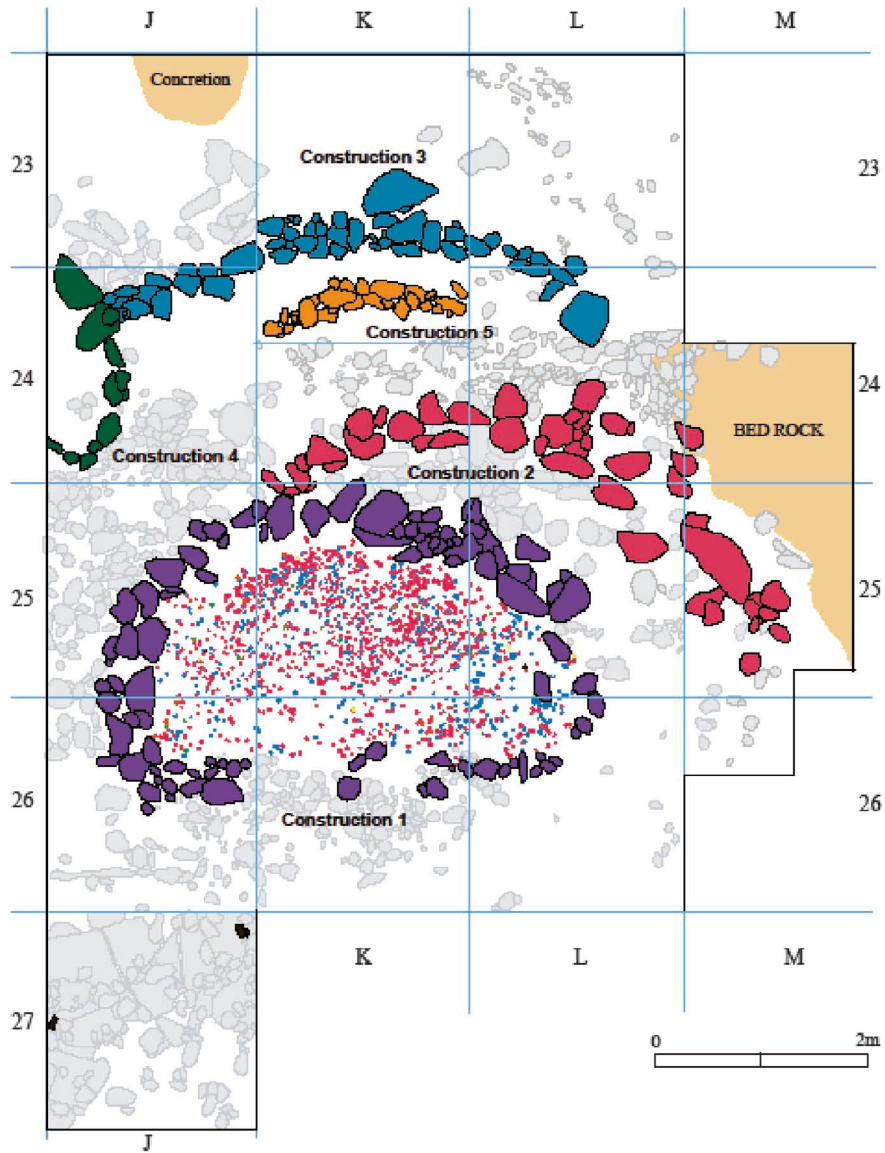 J K L M
Concretion
23 Construction 3 23
Construction 5
24 24
BED ROCK
Construction 4 Construction 2
25 25
26 26
Construction 1
K L M
27
0 2m
J